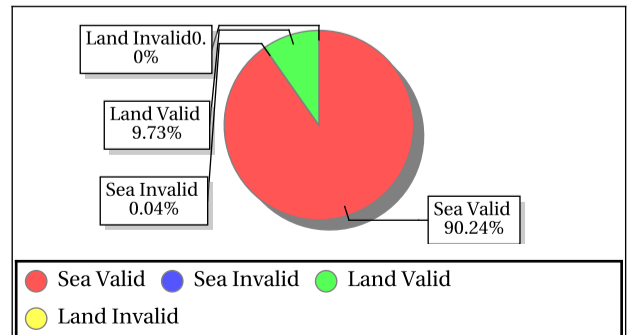 Land Invalid0.
0%
Land Valid
9.73%
Sea Invalid
0.04%
Sea Valid
90.24%
Sea Valid Sea Invalid Land Valid
Land Invalid